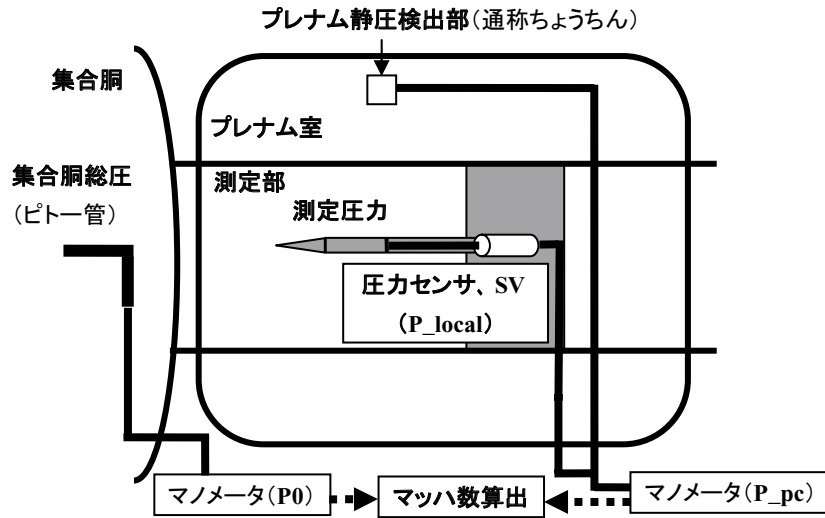 プレナム静圧検出部（通称ちょうちん）
集合胴
プレナム室
集合胴総圧
（ピトー管）
測定部
測定圧力
圧力センサ、SV
（P_local）
マノメータ（P0）
マッハ数算出
マノメータ（P_pc）